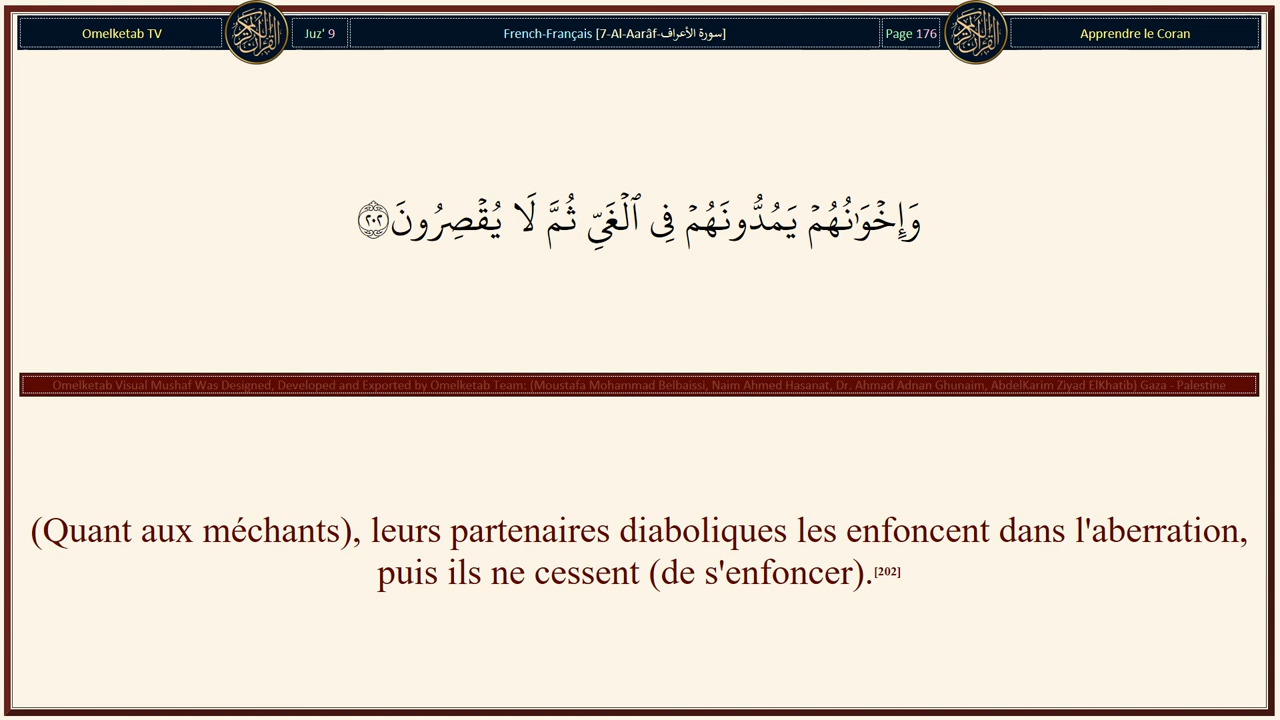 Omelketab TV
Juz' 9
French-Français [7-Al-Aarâf-سورة الأعراف]
Page 176
Apprendre le Coran
وَإِخۡوَٰنُهُمۡ يَمُدُّونَهُمۡ فِي ٱلۡغَيِّ ثُمَّ لَا يُقۡصِرُونَ ٢٠٢
Omelketab Visual Mushaf Was Designed, Developed and Exported by Omelketab Team: (Moustafa Mohammad Belbaissi, Naim Ahmed Hasanat, Dr. Ahmad Adnan Ghunaim, AbdelKarim Ziyad ElKhatib) Gaza - Palestine
(Quant aux méchants), leurs partenaires diaboliques les enfoncent dans l'aberration,
puis ils ne cessent (de s'enfoncer).[202]